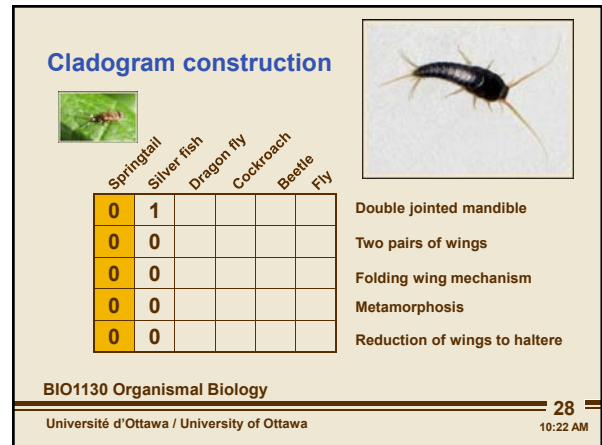 Cladogram construction
Springtail Silver fish Dragon fly Cockroach Beetle Fly
0 1 Double jointed mandible
0 0 Two pairs of wings
0 0 Folding wing mechanism
0 0 Metamorphosis
0 0 Reduction of wings to haltere
BIO1130 Organismal Biology
28
Université d'Ottawa / University of Ottawa
10:22 AM